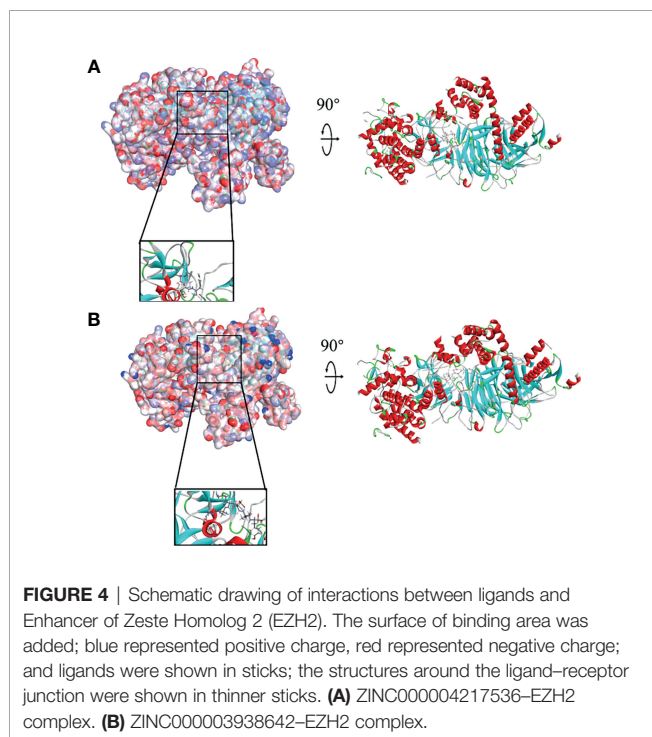 A
90°
B
90°
FIGURE 4 | Schematic drawing of interactions between ligands and
Enhancer of Zeste Homolog 2 (EZH2). The surface of binding area was
added; blue represented positive charge, red represented negative charge;
and ligands were shown in sticks; the structures around the ligand–receptor
junction were shown in thinner sticks. (A) ZINC000004217536–EZH2
complex. (B) ZINC000003938642–EZH2 complex.